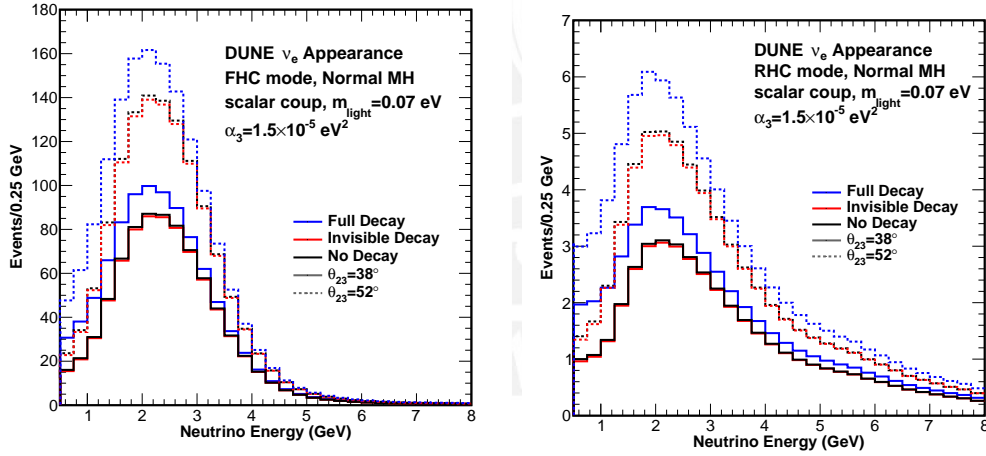 DUNE νe Appearance
FHC mode, Normal MH
scalar coup, mlight=0.07 eV
α3=1.5×10-5 eV2
Full Decay
Invisible Decay
No Decay
θ23=38°
θ23=52°
Events/0.25 GeV
0
20
40
60
80
100
120
140
160
180
1 2 3 4 5 6 7 8
Neutrino Energy (GeV)
DUNE νe Appearance
RHC mode, Normal MH
scalar coup, mlight=0.07 eV
α3=1.5×10-5 eV2
Full Decay
Invisible Decay
No Decay
θ23=38°
θ23=52°
Events/0.25 GeV
0
1
2
3
4
5
6
7
1 2 3 4 5 6 7 8
Neutrino Energy (GeV)